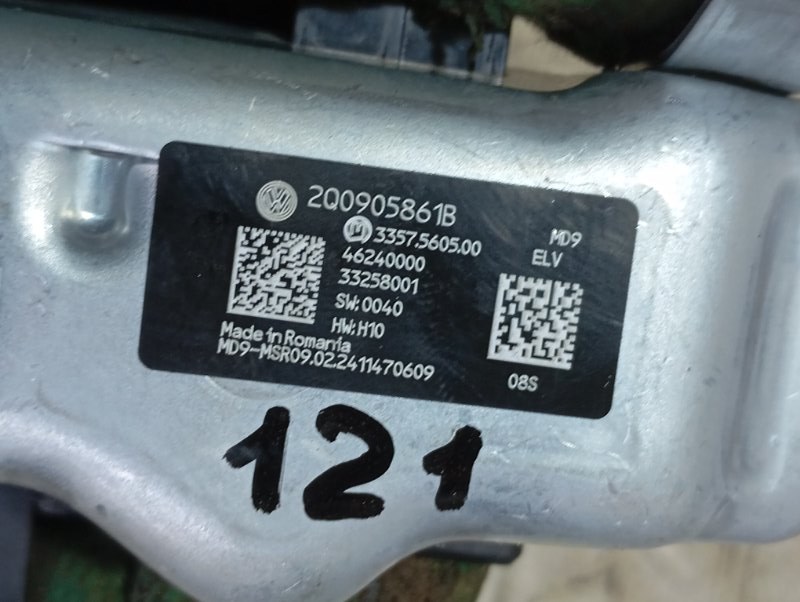 2Q0905861B
3357.5605.00
46240000
33258001
SW:0040
HW:H10
Made in Romania
MD9-MSR09.02.2411470609
MD9
ELV
08S
121